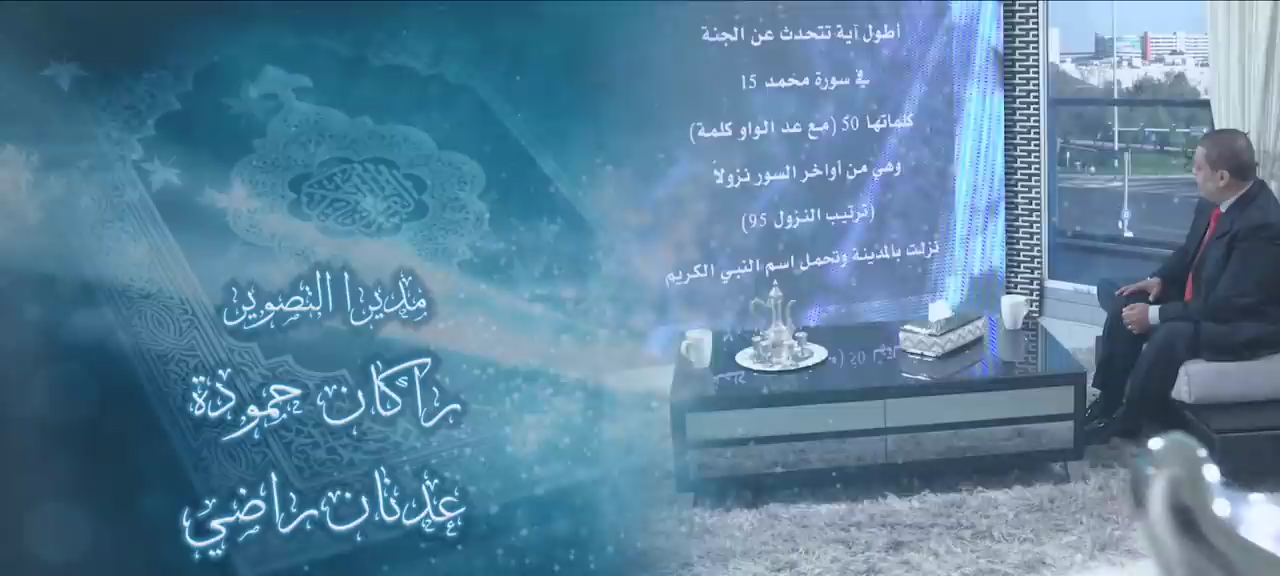 أطول آية تتحدث عن الجنة
في سورة محمد 15
كلماتها 50 (مع عد الواو كلمة)
وهي من أواخر السور نزولاً
(ترتيب النزول 95)
نزلت بالمدينة وتحمل اسم النبي الكريم
مديرا التصوير
راكان حمودة
عدنان راضي